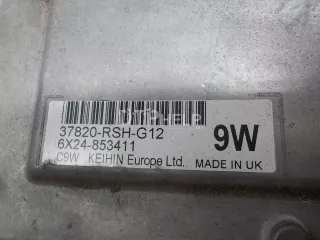 37820-RSH-G12
6X24-853411
9W
C9W KEIHIN Europe Ltd. MADE IN UK